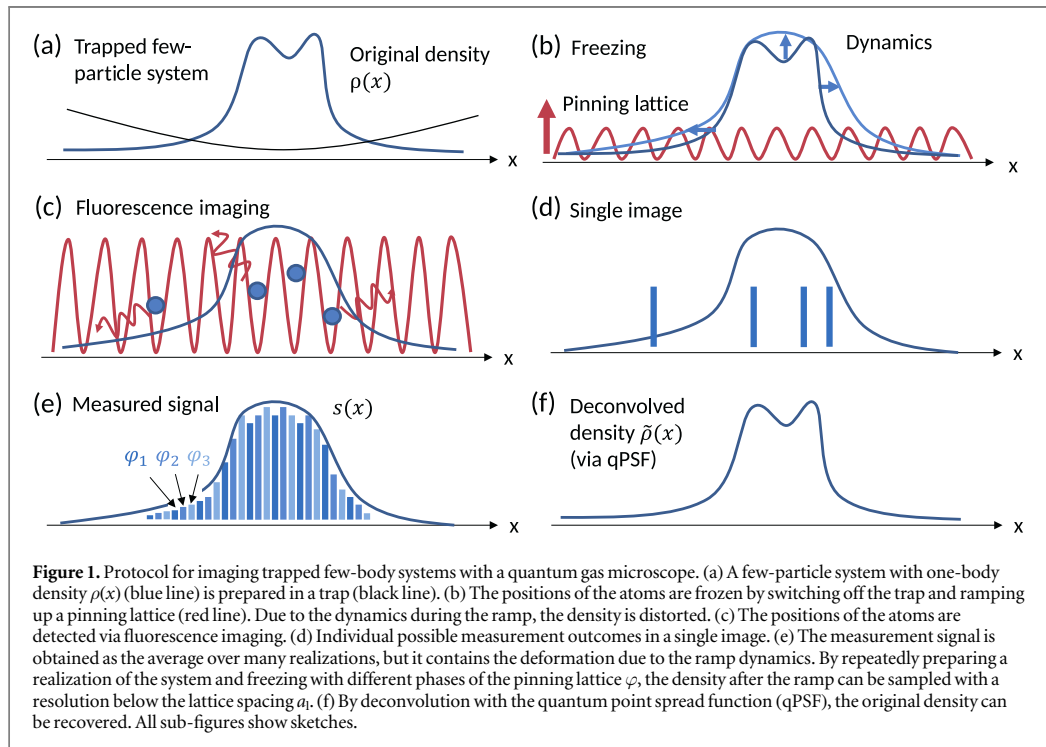 (a)
Trapped few-
particle system
Original density
ρ(x)
x
(b)
Freezing
Dynamics
Pinning lattice
x
(c)
Fluorescence imaging
x
(d)
Single image
x
(e)
Measured signal
s(x)
φ₁ φ₂ φ₃
x
(f)
Deconvolved
density ρ̃(x)
(via qPSF)
x
Figure 1. Protocol for imaging trapped few-body systems with a quantum gas microscope. (a) A few-particle system with one-body
density ρ(x) (blue line) is prepared in a trap (black line). (b) The positions of the atoms are frozen by switching off the trap and ramping
up a pinning lattice (red line). Due to the dynamics during the ramp, the density is distorted. (c) The positions of the atoms are
detected via fluorescence imaging. (d) Individual possible measurement outcomes in a single image. (e) The measurement signal is
obtained as the average over many realizations, but it contains the deformation due to the ramp dynamics. By repeatedly preparing a
realization of the system and freezing with different phases of the pinning lattice φ, the density after the ramp can be sampled with a
resolution below the lattice spacing aₗ. (f) By deconvolution with the quantum point spread function (qPSF), the original density can
be recovered. All sub-figures show sketches.